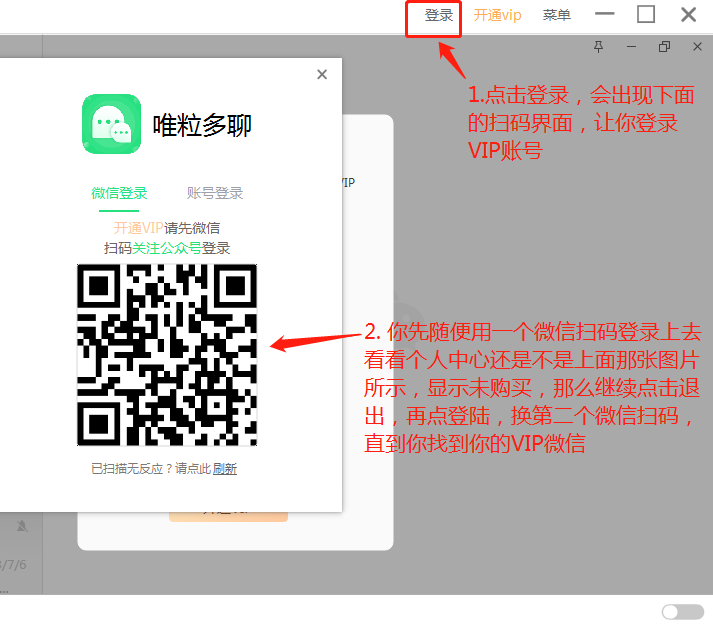 登录 开通vip 菜单
1.点击登录，会出现下面
的扫码界面，让你登录
VIP账号
唯粒多聊
微信登录 账号登录
VIP
开通VIP请先微信
扫码关注公众号登录
2. 你先随便用一个微信扫码登录上去
看看个人中心还是不是上面那张图片
所示，显示未购买，那么继续点击退
出，再点登陆，换第二个微信扫码，
直到你找到你的VIP微信
已扫描无反应？请点此 刷新
/7/6
...